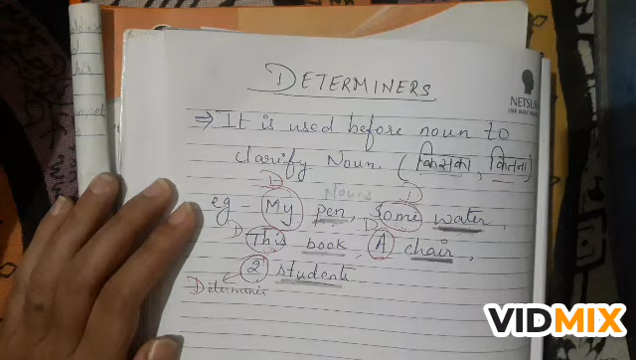 DETERMINERS
NETSU
⇒ It is used before noun to
clarify Noun. (किसका, कितना)
D Nouns D
eg My pen, Some water,
D D
This book, A chair,
2 students
Determiner
VIDMIX